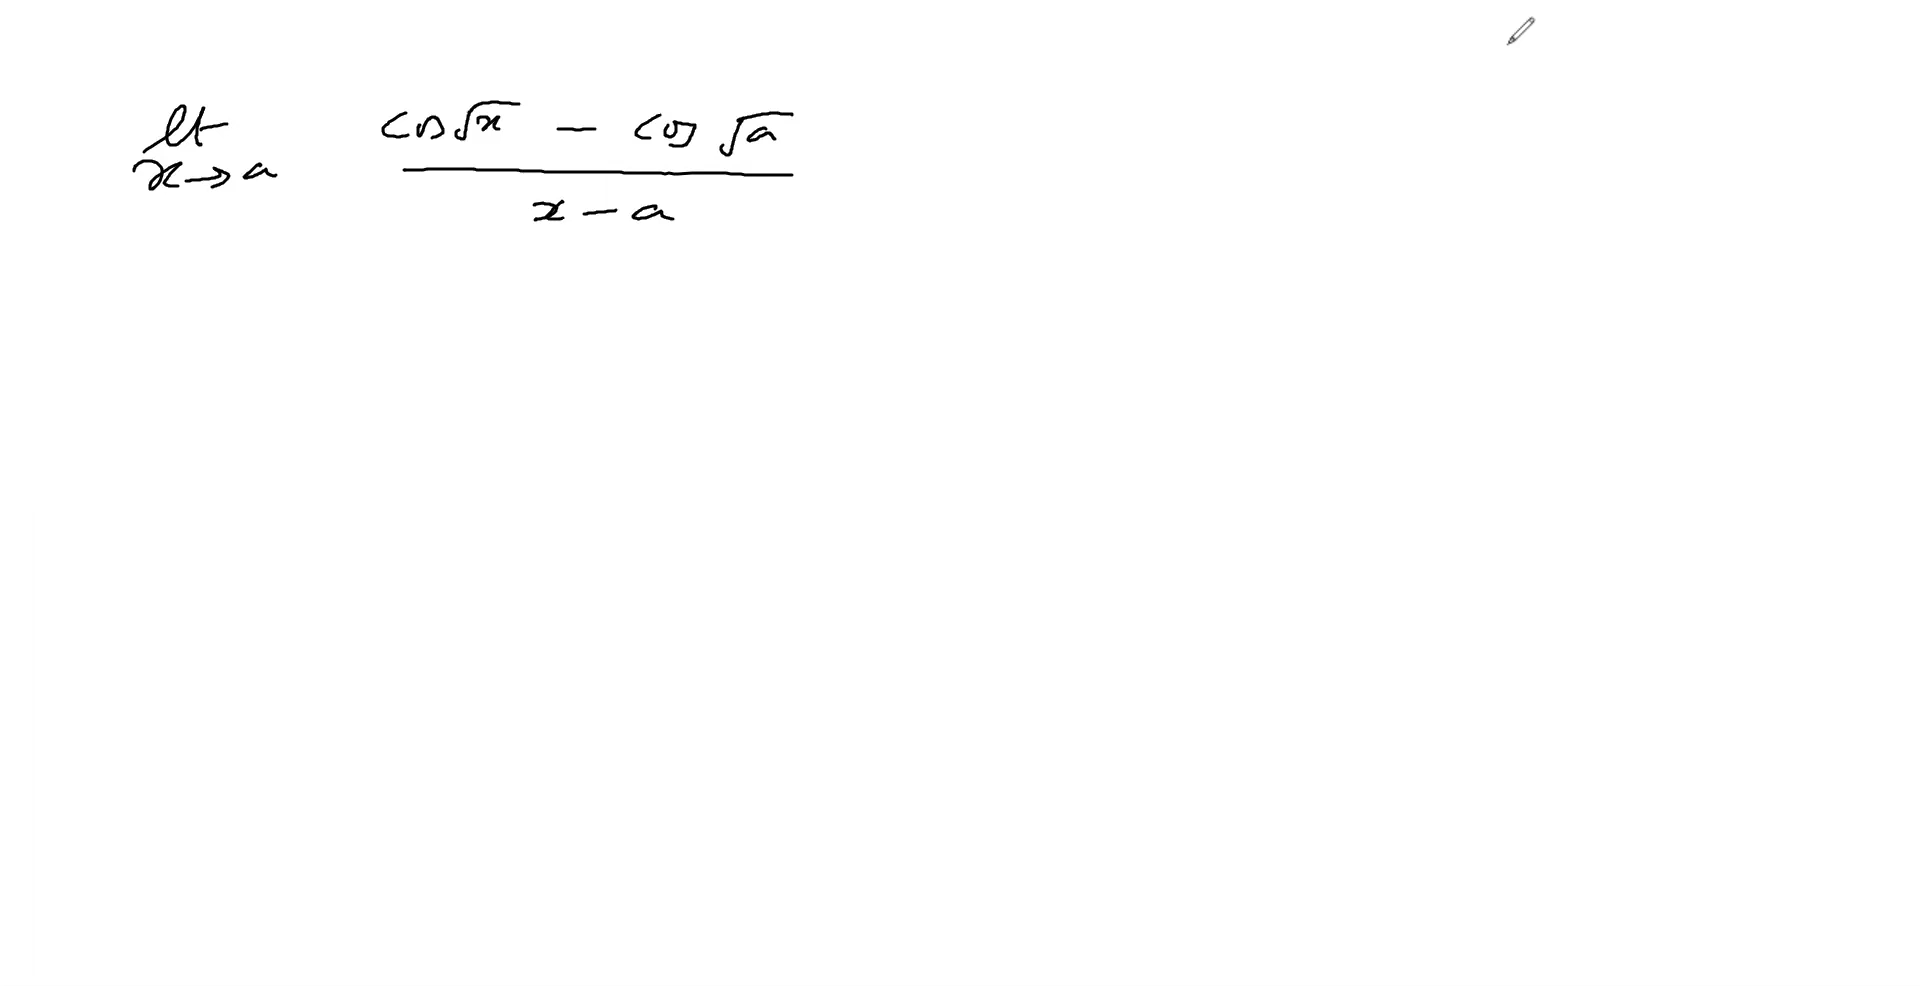 lt cos√x − cos√a
x→a x − a